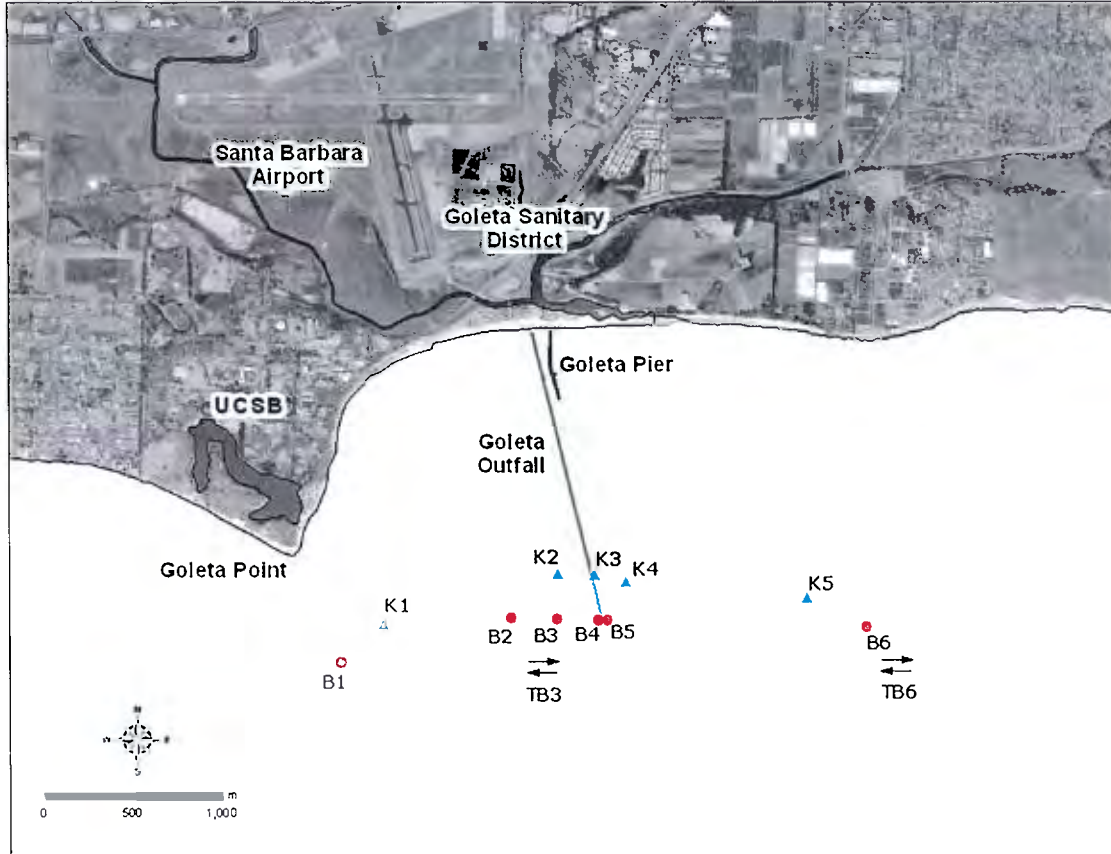 Santa Barbara
Airport
Goleta Sanitary
District
Goleta Pier
UCSB
Goleta
Outfall
Goleta Point
K2
K3
K4
K5
K1
B2
B3
B4
B5
B6
B1
TB3
TB6
N
W
E
S
m
0
500
1,000